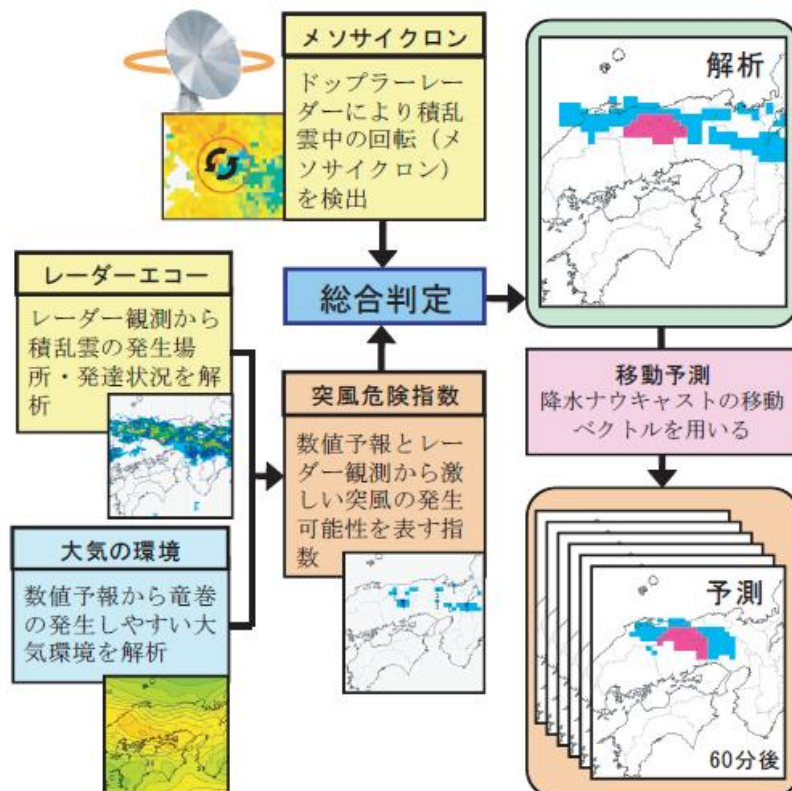 メソサイクロン
ドップラーレー
ダーにより積乱
雲中の回転（メ
ソサイクロン）
を検出
解析
レーダーエコー
レーダー観測から
積乱雲の発生場
所・発達状況を解
析
総合判定
突風危険指数
数値予報とレー
ダー観測から激
しい突風の発生
可能性を表す指
数
移動予測
降水ナウキャストの移動
ベクトルを用いる
大気の環境
数値予報から竜巻
の発生しやすい大
気環境を解析
予測
60分後